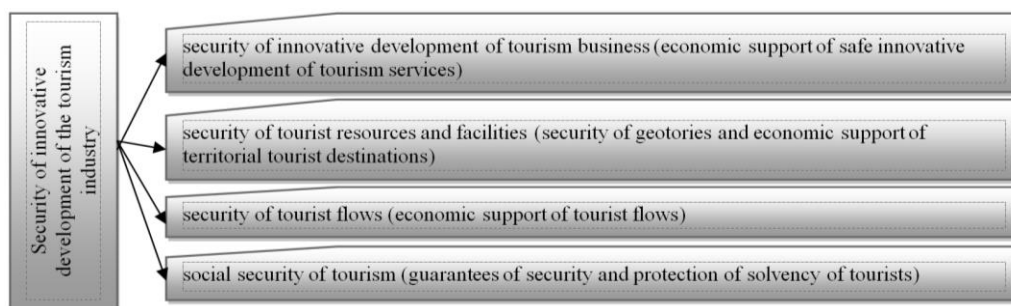 Security of innovative
development of the tourism
industry
security of innovative development of tourism business (economic support of safe innovative
development of tourism services)
security of tourist resources and facilities (security of geotories and economic support of
territorial tourist destinations)
security of tourist flows (economic support of tourist flows)
social security of tourism (guarantees of security and protection of solvency of tourists)